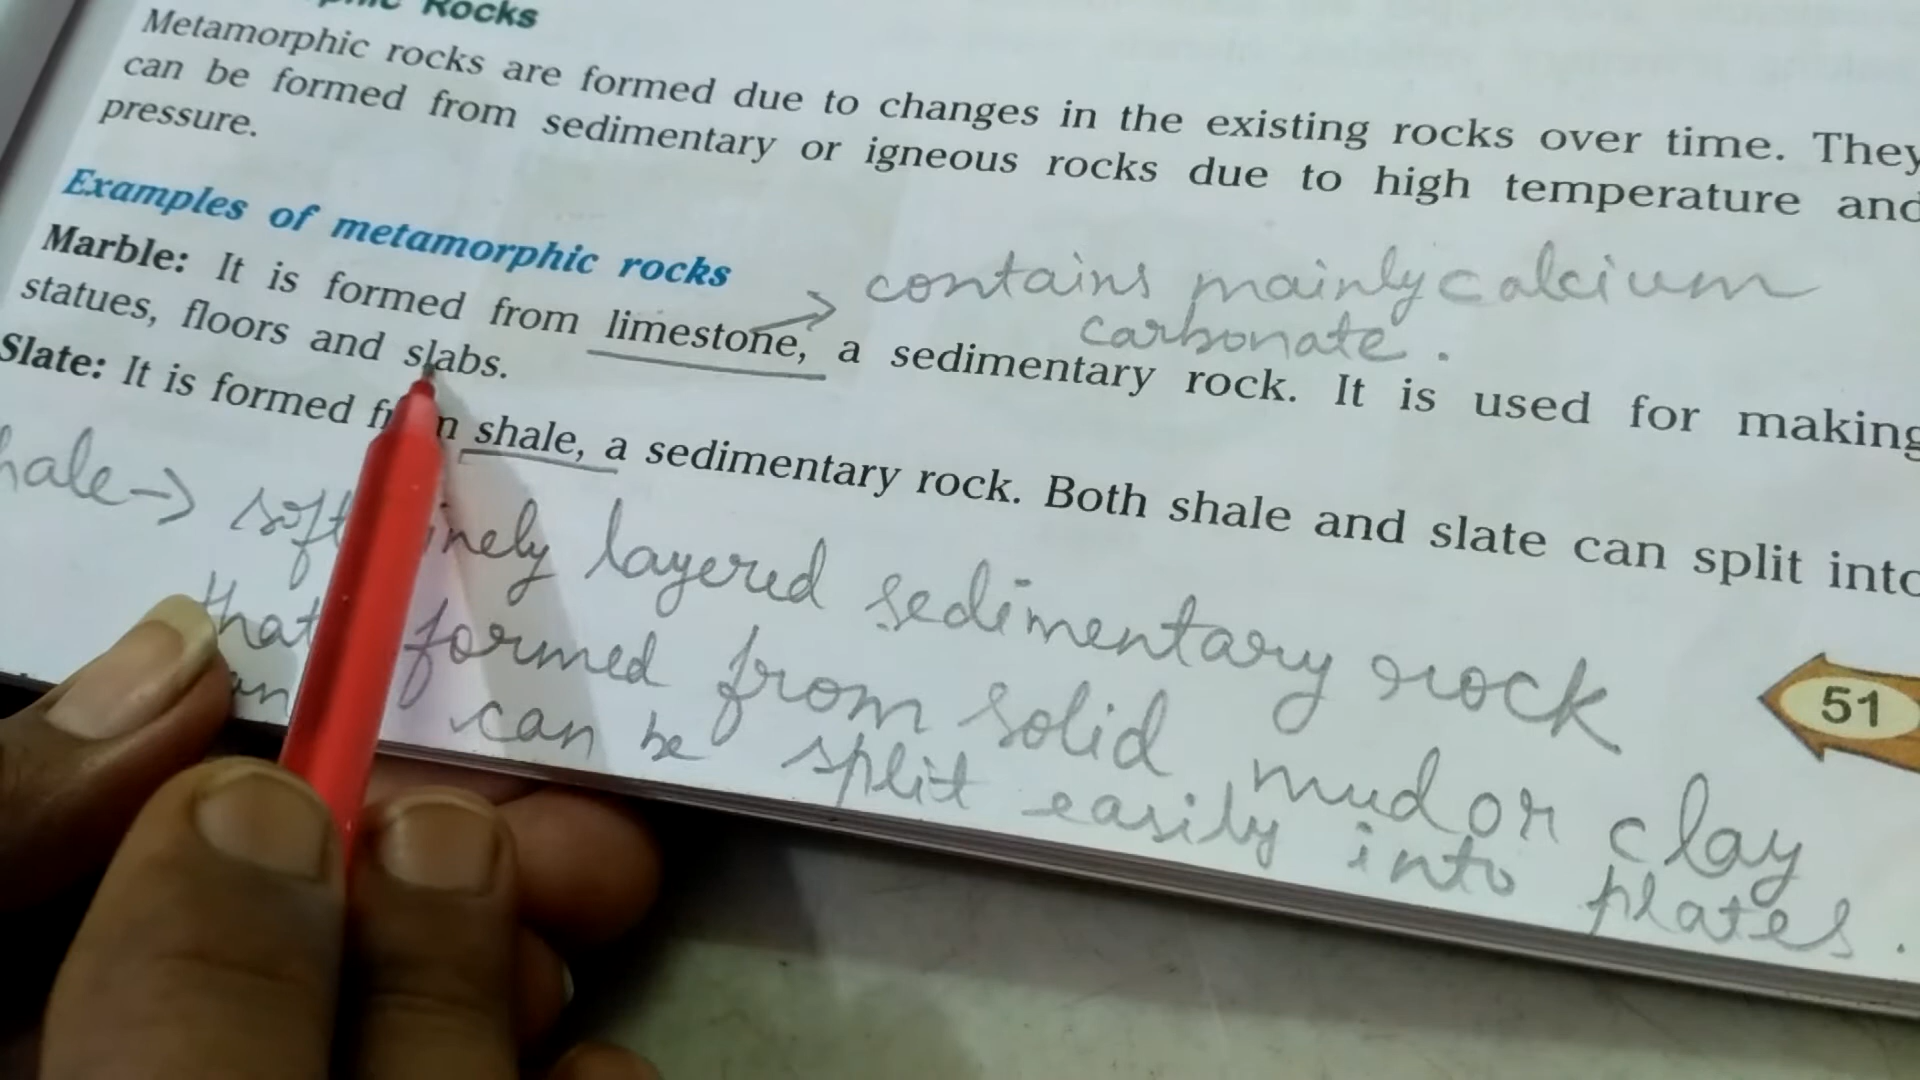 Rocks
Metamorphic rocks are formed due to changes in the existing rocks over time. They
can be formed from sedimentary or igneous rocks due to high temperature and
pressure.
Examples of metamorphic rocks
Marble: It is formed from limestone, a sedimentary rock. It is used for making
contains mainly calcium
carbonate.
statues, floors and slabs.
Slate: It is formed shale, a sedimentary rock. Both shale and slate can split into
→ soft layered sedimentary rock
that formed from solid mud or clay
can be split easily into plates.
51